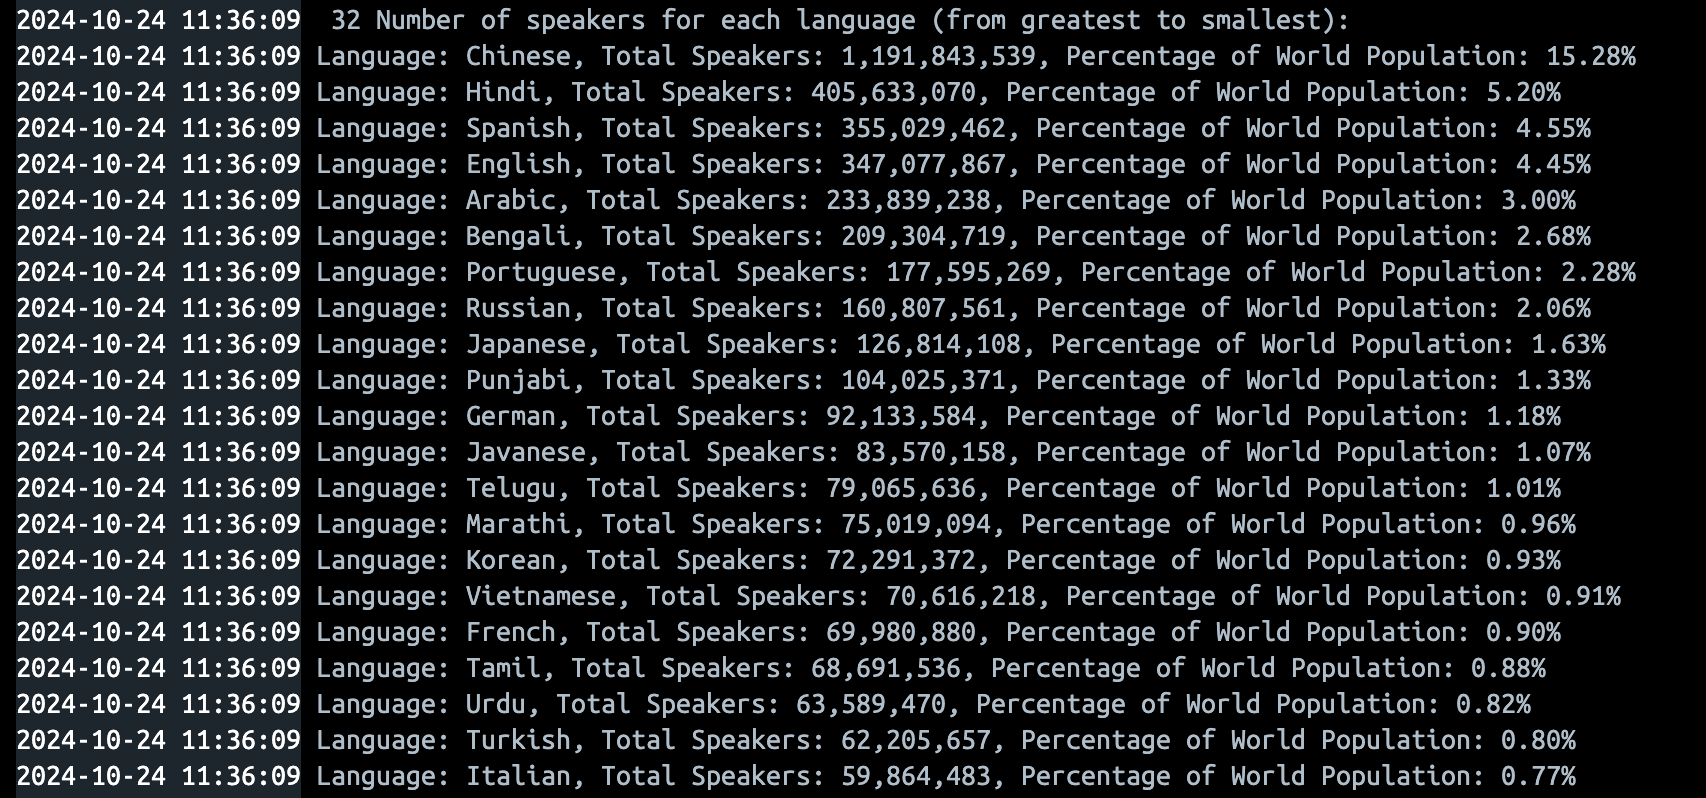 2024-10-24 11:36:09 32 Number of speakers for each language (from greatest to smallest):
2024-10-24 11:36:09 Language: Chinese, Total Speakers: 1,191,843,539, Percentage of World Population: 15.28%
2024-10-24 11:36:09 Language: Hindi, Total Speakers: 405,633,070, Percentage of World Population: 5.20%
2024-10-24 11:36:09 Language: Spanish, Total Speakers: 355,029,462, Percentage of World Population: 4.55%
2024-10-24 11:36:09 Language: English, Total Speakers: 347,077,867, Percentage of World Population: 4.45%
2024-10-24 11:36:09 Language: Arabic, Total Speakers: 233,839,238, Percentage of World Population: 3.00%
2024-10-24 11:36:09 Language: Bengali, Total Speakers: 209,304,719, Percentage of World Population: 2.68%
2024-10-24 11:36:09 Language: Portuguese, Total Speakers: 177,595,269, Percentage of World Population: 2.28%
2024-10-24 11:36:09 Language: Russian, Total Speakers: 160,807,561, Percentage of World Population: 2.06%
2024-10-24 11:36:09 Language: Japanese, Total Speakers: 126,814,108, Percentage of World Population: 1.63%
2024-10-24 11:36:09 Language: Punjabi, Total Speakers: 104,025,371, Percentage of World Population: 1.33%
2024-10-24 11:36:09 Language: German, Total Speakers: 92,133,584, Percentage of World Population: 1.18%
2024-10-24 11:36:09 Language: Javanese, Total Speakers: 83,570,158, Percentage of World Population: 1.07%
2024-10-24 11:36:09 Language: Telugu, Total Speakers: 79,065,636, Percentage of World Population: 1.01%
2024-10-24 11:36:09 Language: Marathi, Total Speakers: 75,019,094, Percentage of World Population: 0.96%
2024-10-24 11:36:09 Language: Korean, Total Speakers: 72,291,372, Percentage of World Population: 0.93%
2024-10-24 11:36:09 Language: Vietnamese, Total Speakers: 70,616,218, Percentage of World Population: 0.91%
2024-10-24 11:36:09 Language: French, Total Speakers: 69,980,880, Percentage of World Population: 0.90%
2024-10-24 11:36:09 Language: Tamil, Total Speakers: 68,691,536, Percentage of World Population: 0.88%
2024-10-24 11:36:09 Language: Urdu, Total Speakers: 63,589,470, Percentage of World Population: 0.82%
2024-10-24 11:36:09 Language: Turkish, Total Speakers: 62,205,657, Percentage of World Population: 0.80%
2024-10-24 11:36:09 Language: Italian, Total Speakers: 59,864,483, Percentage of World Population: 0.77%